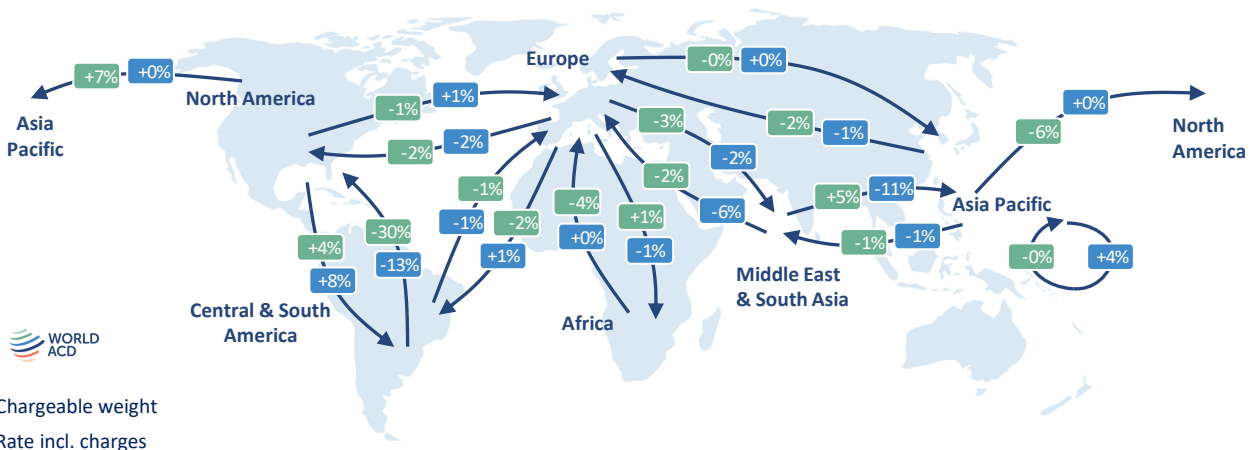 Europe
-0% +0%
+7% +0%
North America
+1%
-1%
+0%
Asia
Pacific
-3%
-2%
-1%
-6%
North
America
-2%
-2%
-2%
-2%
-1%
-1%
-2%
-4%
+1%
-6%
+5%
-11%
Asia Pacific
-30%
-13%
+4%
+8%
+1%
+0%
-1%
-1%
-1%
-0%
+4%
Middle East
& South Asia
Central & South
America
Africa
WORLD
ACD
Chargeable weight
Rate incl. charges